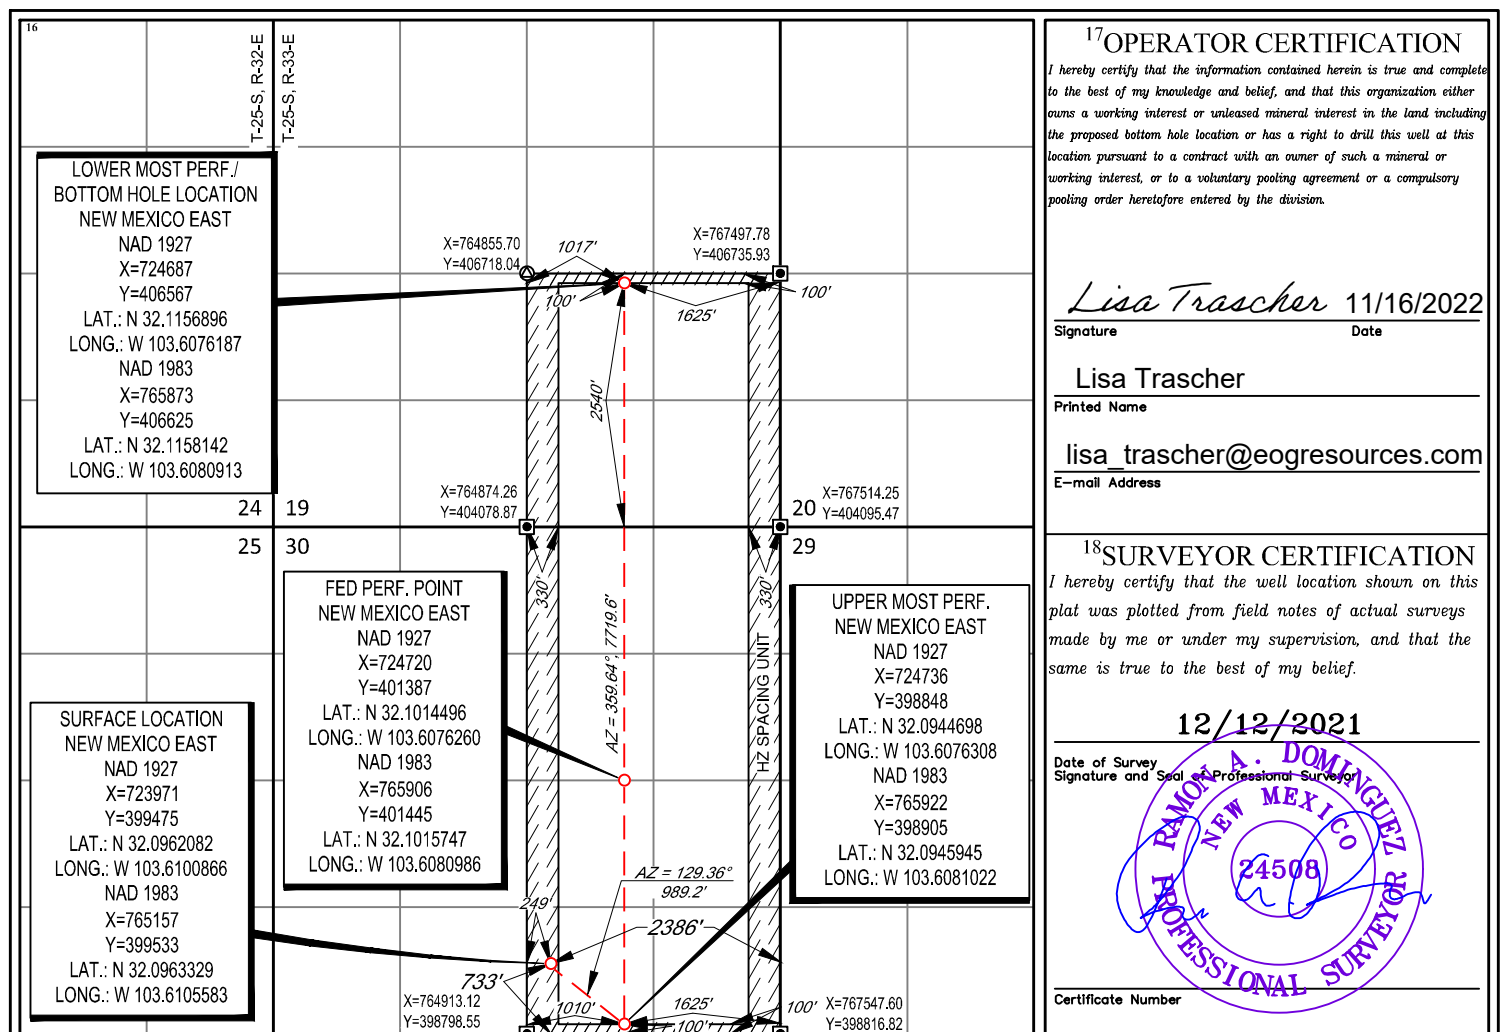 16
T-25-S, R-32-E
T-25-S, R-33-E
LOWER MOST PERF./
BOTTOM HOLE LOCATION
NEW MEXICO EAST
NAD 1927
X=724687
Y=406567
LAT.: N 32.1156896
LONG.: W 103.6076187
NAD 1983
X=765873
Y=406625
LAT.: N 32.1158142
LONG.: W 103.6080913
X=764855.70
Y=406718.04
1017'
X=767497.78
Y=406735.93
100'
1625'
100'
2540'
24 19
25 30
X=764874.26
Y=404078.87
20
29
X=767514.25
Y=404095.47
330'
330'
FED PERF. POINT
NEW MEXICO EAST
NAD 1927
X=724720
Y=401387
LAT.: N 32.1014496
LONG.: W 103.6076260
NAD 1983
X=765906
Y=401445
LAT.: N 32.1015747
LONG.: W 103.6080986
AZ = 359.64°, 7719.6'
HZ SPACING UNIT
UPPER MOST PERF.
NEW MEXICO EAST
NAD 1927
X=724736
Y=398848
LAT.: N 32.0944698
LONG.: W 103.6076308
NAD 1983
X=765922
Y=398905
LAT.: N 32.0945945
LONG.: W 103.6081022
SURFACE LOCATION
NEW MEXICO EAST
NAD 1927
X=723971
Y=399475
LAT.: N 32.0962082
LONG.: W 103.6100866
NAD 1983
X=765157
Y=399533
LAT.: N 32.0963329
LONG.: W 103.6105583
AZ = 129.36°
989.2'
249'
2386'
733'
X=764913.12
Y=398798.55
1010'
1625'
100'
100'
X=767547.60
Y=398816.82
17OPERATOR CERTIFICATION
I hereby certify that the information contained herein is true and complete
to the best of my knowledge and belief, and that this organization either
owns a working interest or unleased mineral interest in the land including
the proposed bottom hole location or has a right to drill this well at this
location pursuant to a contract with an owner of such a mineral or
working interest, or to a voluntary pooling agreement or a compulsory
pooling order heretofore entered by the division.
Lisa Trascher 11/16/2022
Signature Date
Lisa Trascher
Printed Name
lisa_trascher@eogresources.com
E-mail Address
18SURVEYOR CERTIFICATION
I hereby certify that the well location shown on this
plat was plotted from field notes of actual surveys
made by me or under my supervision, and that the
same is true to the best of my belief.
12/12/2021
Date of Survey
Signature and Seal of Professional Surveyor
RAMON A. DOMINGUEZ
NEW MEXICO
24508
PROFESSIONAL SURVEYOR
Certificate Number